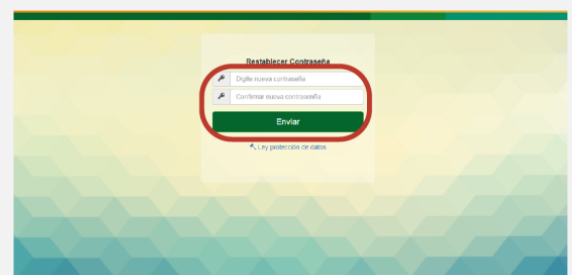 Restablecer Contraseña
Digite nueva contraseña
Confirmar nueva contraseña
Enviar
Ley protección de datos